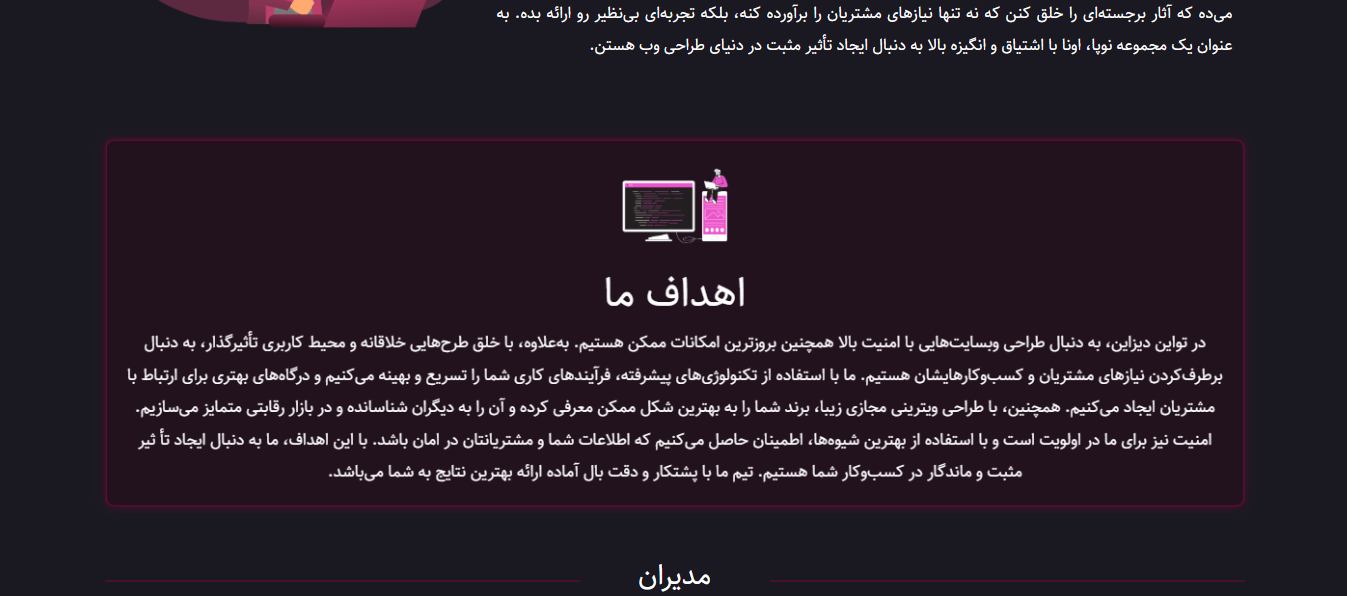 می‌ده که آثار برجسته‌ای را خلق کنن که نه تنها نیازهای مشتریان را برآورده کنه، بلکه تجربه‌ای بی‌نظیر رو ارائه بده. به
عنوان یک مجموعه نوپا، اونا با اشتیاق و انگیزه بالا به دنبال ایجاد تأثیر مثبت در دنیای طراحی وب هستن.
اهداف ما
در تواین دیزاین، به دنبال طراحی وبسایت‌هایی با امنیت بالا همچنین بروزترین امکانات ممکن هستیم. به‌علاوه، با خلق طرح‌هایی خلاقانه و محیط کاربری تأثیرگذار، به دنبال
برطرف‌کردن نیازهای مشتریان و کسب‌وکارهایشان هستیم. ما با استفاده از تکنولوژی‌های پیشرفته، فرآیندهای کاری شما را تسریع و بهینه می‌کنیم و درگاه‌های بهتری برای ارتباط با
مشتریان ایجاد می‌کنیم. همچنین، با طراحی ویترینی مجازی زیبا، برند شما را به بهترین شکل ممکن معرفی کرده و آن را به دیگران شناسانده و در بازار رقابتی متمایز می‌سازیم.
امنیت نیز برای ما در اولویت است و با استفاده از بهترین شیوه‌ها، اطمینان حاصل می‌کنیم که اطلاعات شما و مشتریانتان در امان باشد. با این اهداف، ما به دنبال ایجاد تأ ثیر
مثبت و ماندگار در کسب‌وکار شما هستیم. تیم ما با پشتکار و دقت بال آماده ارائه بهترین نتایج به شما می‌باشد.
مدیران